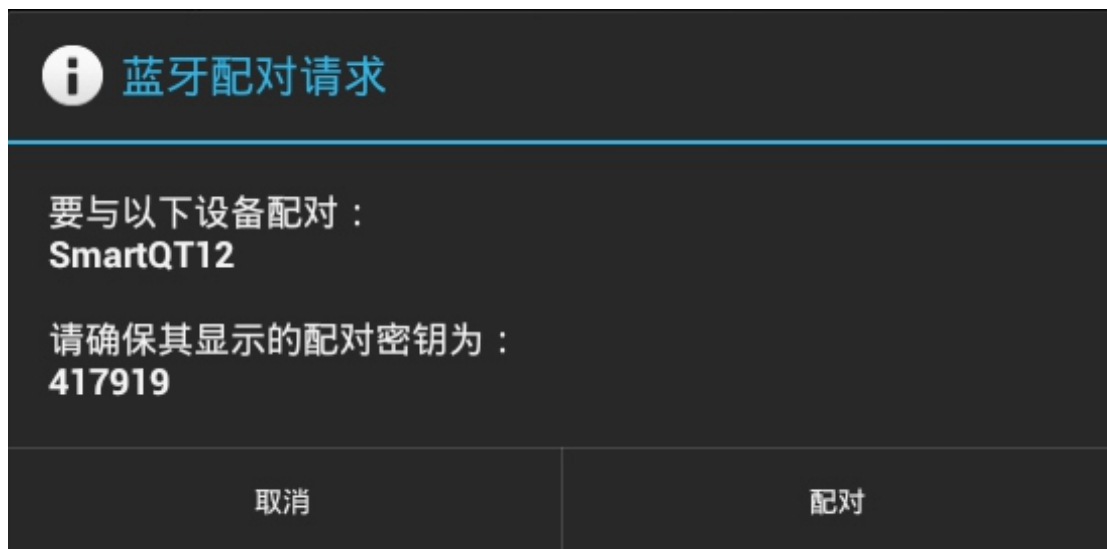 蓝牙配对请求
要与以下设备配对：
SmartQT12
请确保其显示的配对密钥为：
417919
取消
配对